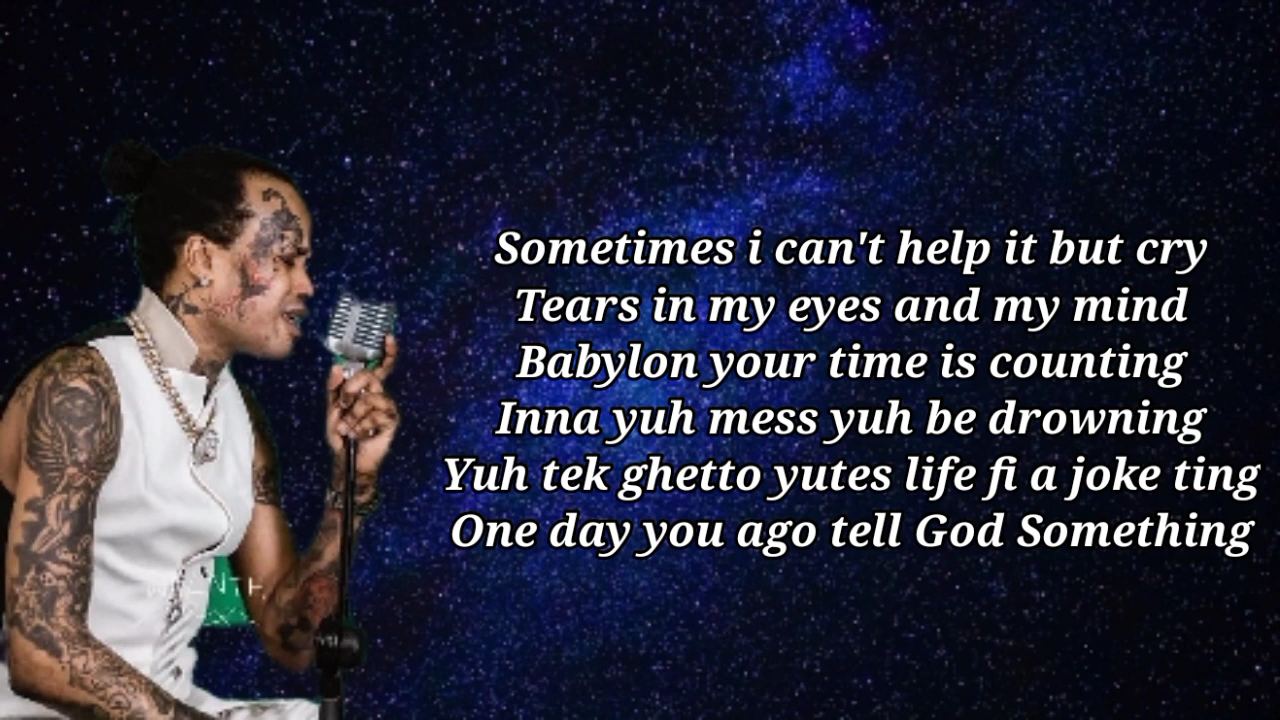 Sometimes i can't help it but cry
Tears in my eyes and my mind
Babylon your time is counting
Inna yuh mess yuh be drowning
Yuh tek ghetto yutes life fi a joke ting
One day you ago tell God Something